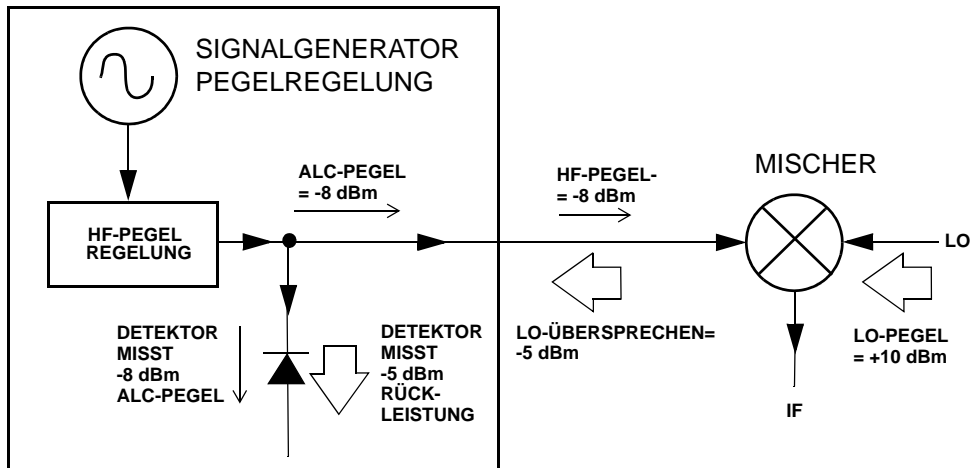 SIGNALGENERATOR
PEGELREGELUNG
HF-PEGEL
REGELUNG
ALC-PEGEL
= -8 dBm
HF-PEGEL-
= -8 dBm
MISCHER
LO
LO-ÜBERSPRECHEN=
-5 dBm
LO-PEGEL
= +10 dBm
DETEKTOR
MISST
-8 dBm
ALC-PEGEL
DETEKTOR
MISST
-5 dBm
RÜCK-
LEISTUNG
IF